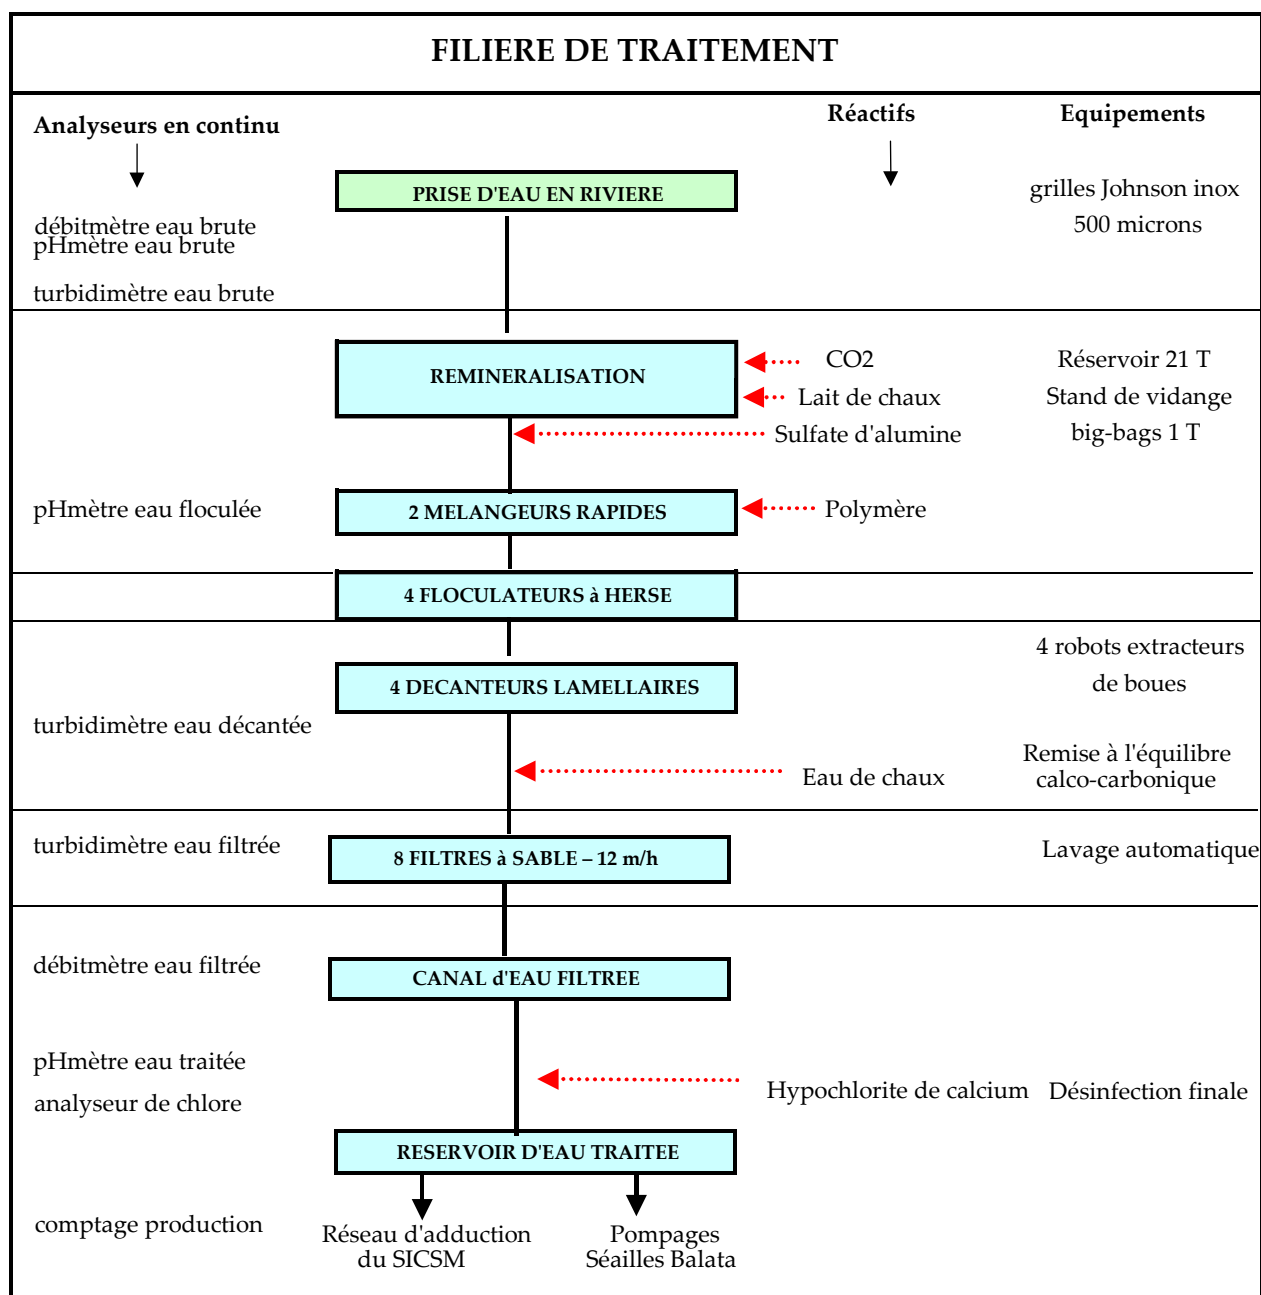 FILIERE DE TRAITEMENT
Analyseurs en continu
Réactifs
Equipements
PRISE D'EAU EN RIVIERE
grilles Johnson inox
500 microns
débitmètre eau brute
pHmètre eau brute
turbidimètre eau brute
REMINERALISATION
CO2
Réservoir 21 T
Lait de chaux
Stand de vidange
Sulfate d'alumine
big-bags 1 T
pHmètre eau floculée
2 MELANGEURS RAPIDES
Polymère
4 FLOCULATEURS à HERSE
4 robots extracteurs
de boues
4 DECANTEURS LAMELLAIRES
turbidimètre eau décantée
Eau de chaux
Remise à l'équilibre
calco-carbonique
turbidimètre eau filtrée
8 FILTRES à SABLE – 12 m/h
Lavage automatique
débitmètre eau filtrée
CANAL d'EAU FILTREE
pHmètre eau traitée
analyseur de chlore
Hypochlorite de calcium
Désinfection finale
RESERVOIR D'EAU TRAITEE
comptage production
Réseau d'adduction
du SICSM
Pompages
Séailles Balata